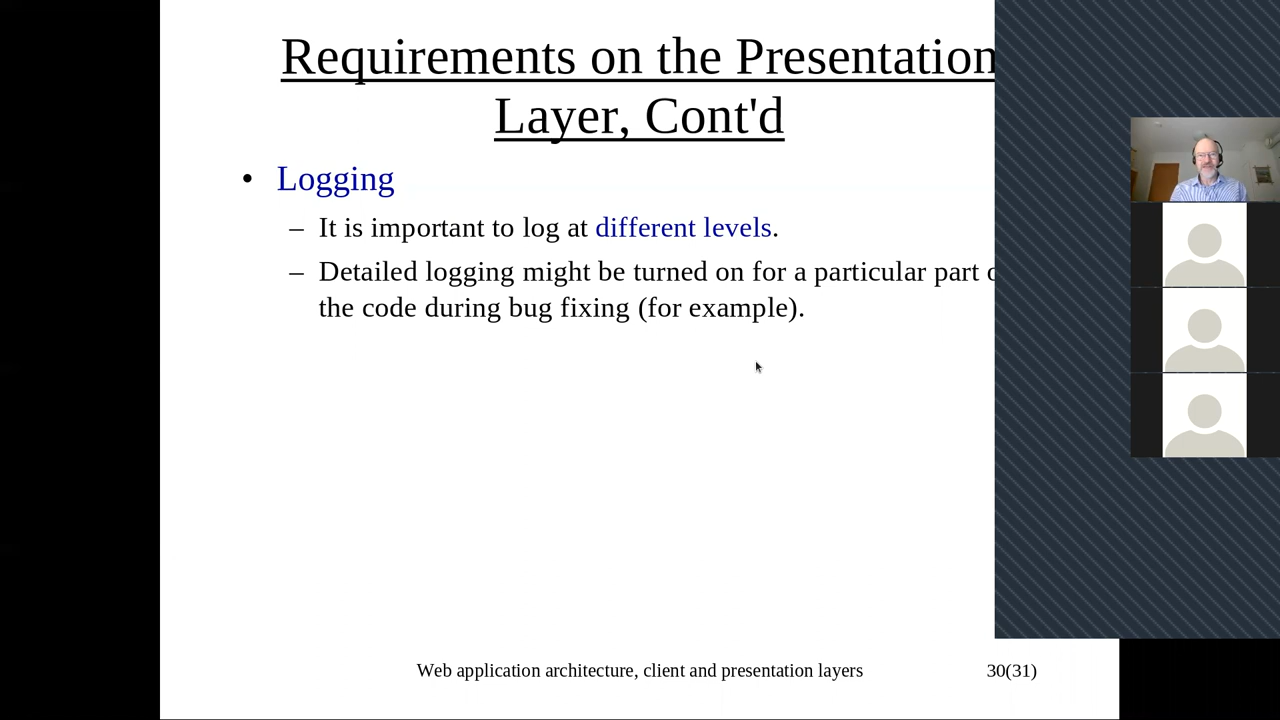 Requirements on the Presentation
Layer, Cont'd
• Logging
– It is important to log at different levels.
– Detailed logging might be turned on for a particular part
the code during bug fixing (for example).
Web application architecture, client and presentation layers
30(31)